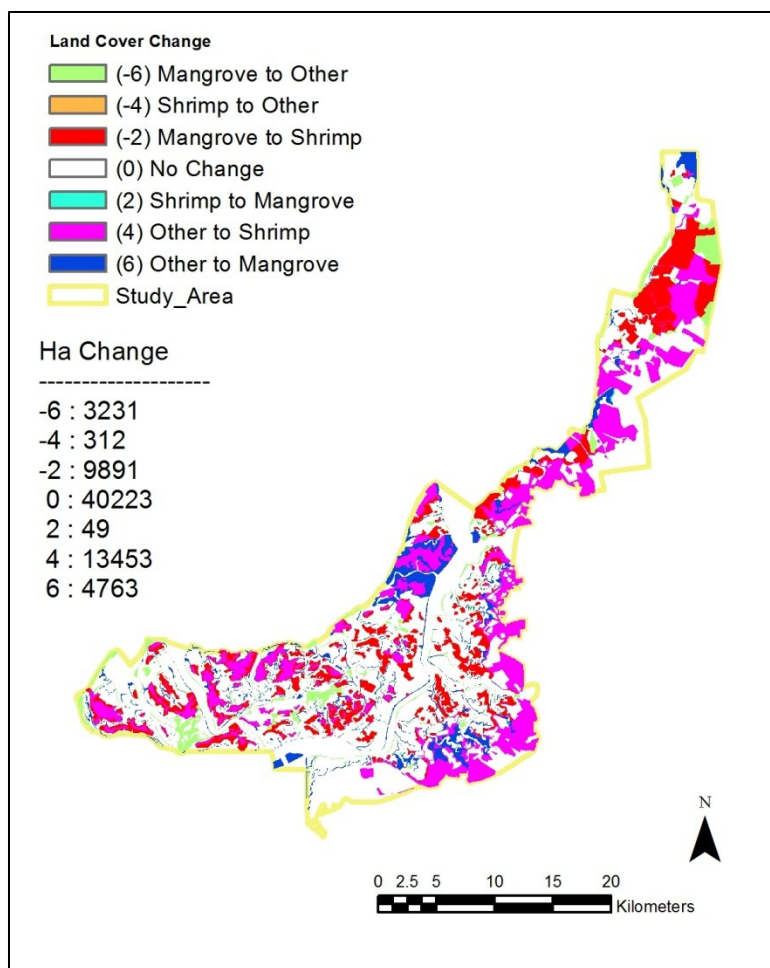 Land Cover Change
(-6) Mangrove to Other
(-4) Shrimp to Other
(-2) Mangrove to Shrimp
(0) No Change
(2) Shrimp to Mangrove
(4) Other to Shrimp
(6) Other to Mangrove
Study_Area
Ha Change
--------------------
-6 : 3231
-4 : 312
-2 : 9891
0 : 40223
2 : 49
4 : 13453
6 : 4763
N
0 2.5 5 10 15 20
Kilometers